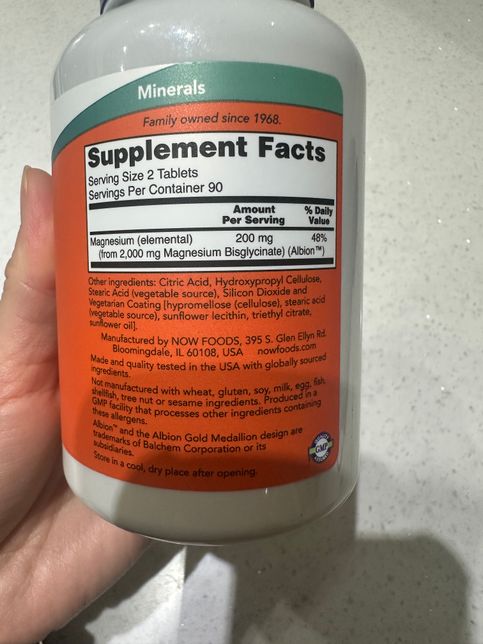 Minerals
Family owned since 1968.
Supplement Facts
Serving Size 2 Tablets
Servings Per Container 90
Amount Per Serving % Daily Value
Magnesium (elemental) 200 mg 48%
(from 2,000 mg Magnesium Bisglycinate) (Albion™)
Other ingredients: Citric Acid, Hydroxypropyl Cellulose,
Stearic Acid (vegetable source), Silicon Dioxide and
Vegetarian Coating [hypromellose (cellulose), stearic acid
(vegetable source), sunflower lecithin, triethyl citrate,
sunflower oil].
Manufactured by NOW FOODS, 395 S. Glen Ellyn Rd.
Bloomingdale, IL 60108, USA nowfoods.com
Made and quality tested in the USA with globally sourced
ingredients.
Not manufactured with wheat, gluten, soy, milk, egg, fish,
shellfish, tree nut or sesame ingredients. Produced in a
GMP facility that processes other ingredients containing
these allergens.
Albion™ and the Albion Gold Medallion design are
trademarks of Balchem Corporation or its
subsidiaries.
Store in a cool, dry place after opening.
GMP